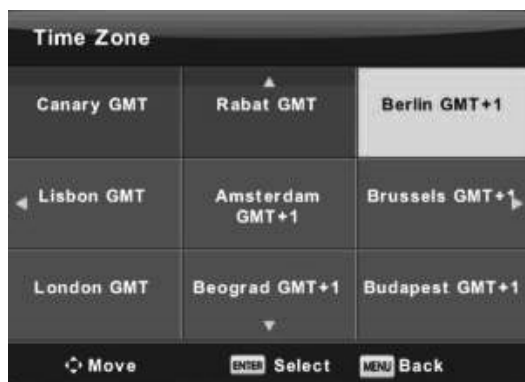 Time Zone
Canary GMT
Rabat GMT
Berlin GMT+1
Lisbon GMT
Amsterdam
GMT+1
Brussels GMT+1
London GMT
Beograd GMT+1
Budapest GMT+1
Move
ENTER Select
MENU Back